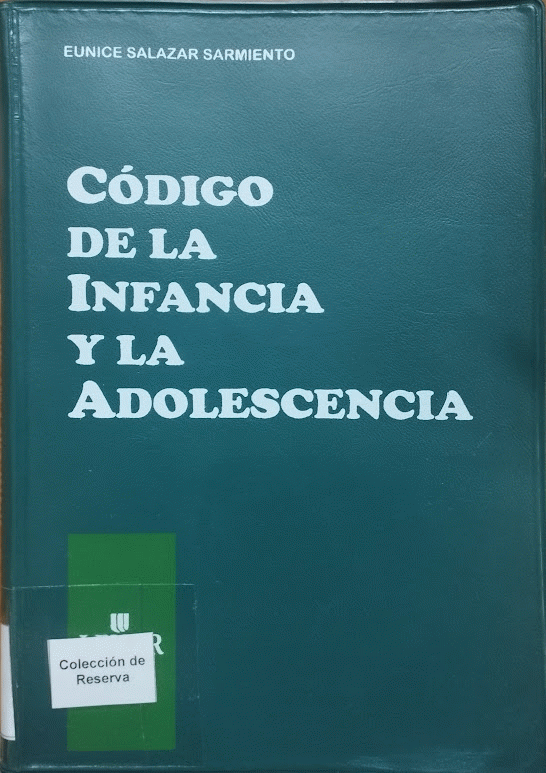 EUNICE SALAZAR SARMIENTO
CÓDIGO
DE LA
INFANCIA
Y LA
ADOLESCENCIA
Colección de
Reserva